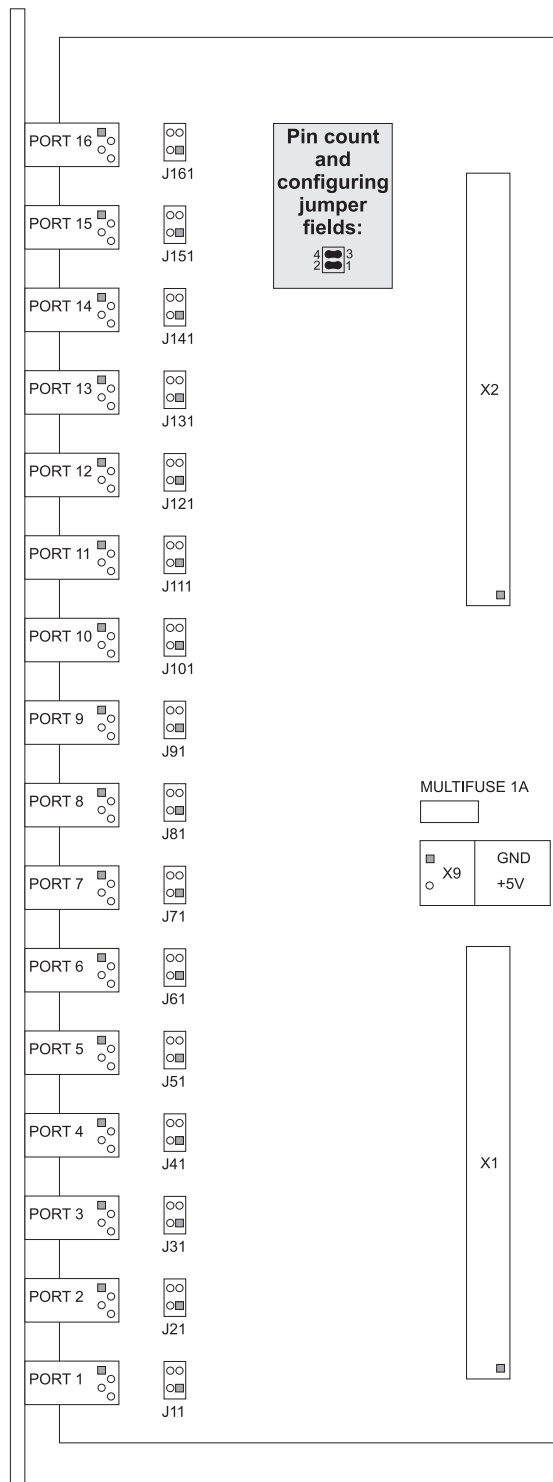 PORT 16
J161
Pin count
and
configuring
jumper
fields:
4 3
2 1
PORT 15
J151
PORT 14
J141
PORT 13
J131
X2
PORT 12
J121
PORT 11
J111
PORT 10
J101
PORT 9
J91
PORT 8
J81
MULTIFUSE 1A
PORT 7
J71
X9
GND
+5V
PORT 6
J61
PORT 5
J51
PORT 4
J41
X1
PORT 3
J31
PORT 2
J21
PORT 1
J11